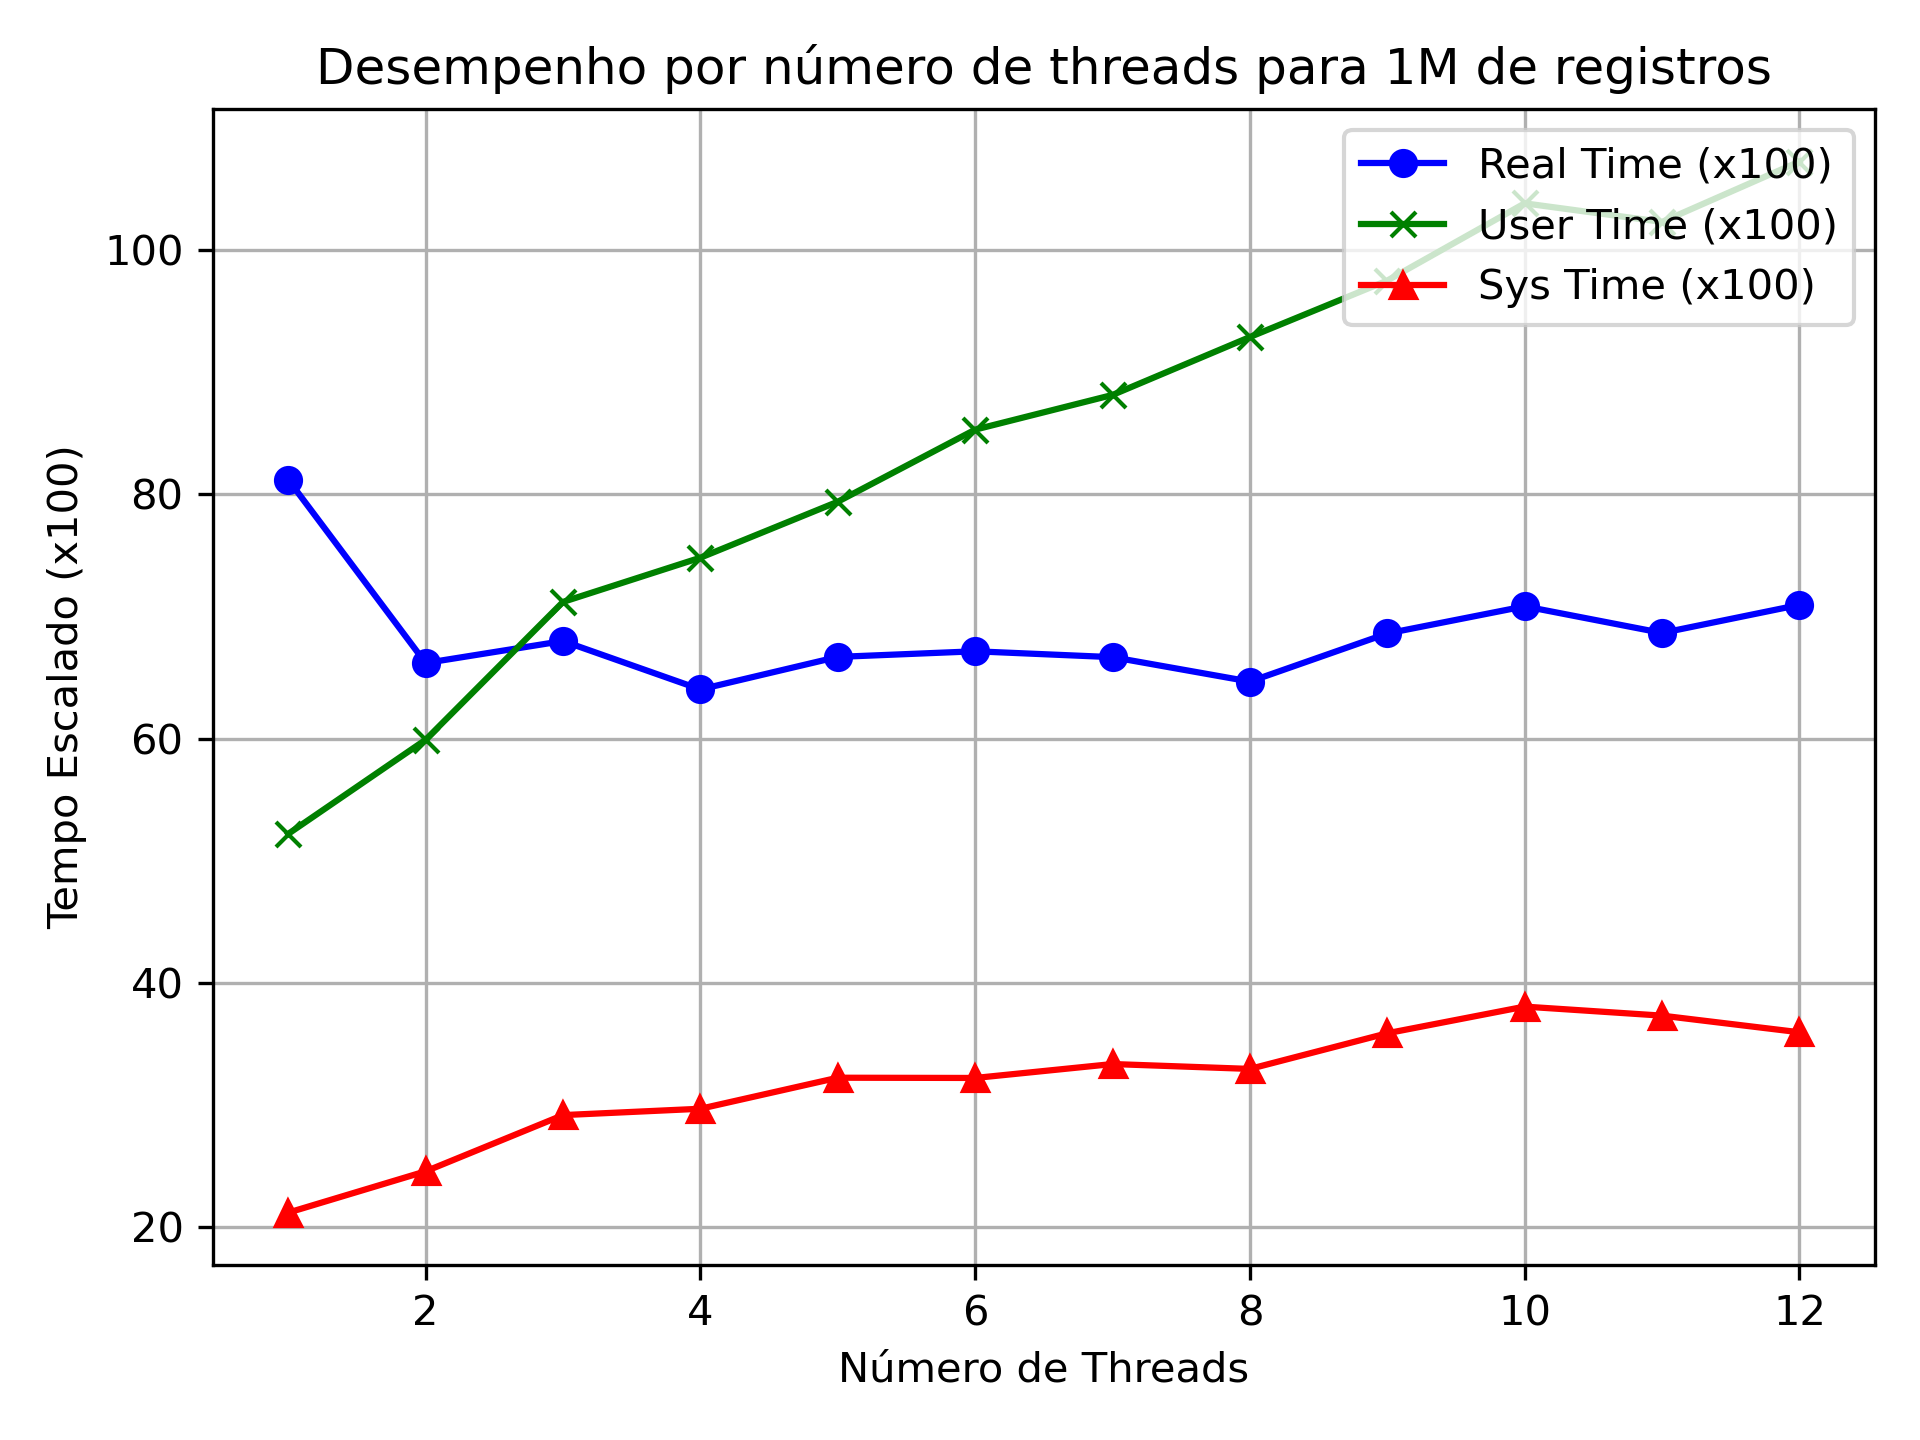 Desempenho por número de threads para 1M de registros
Real Time (x100)
User Time (x100)
Sys Time (x100)
Tempo Escalado (x100)
100
80
60
40
20
2 4 6 8 10 12
Número de Threads